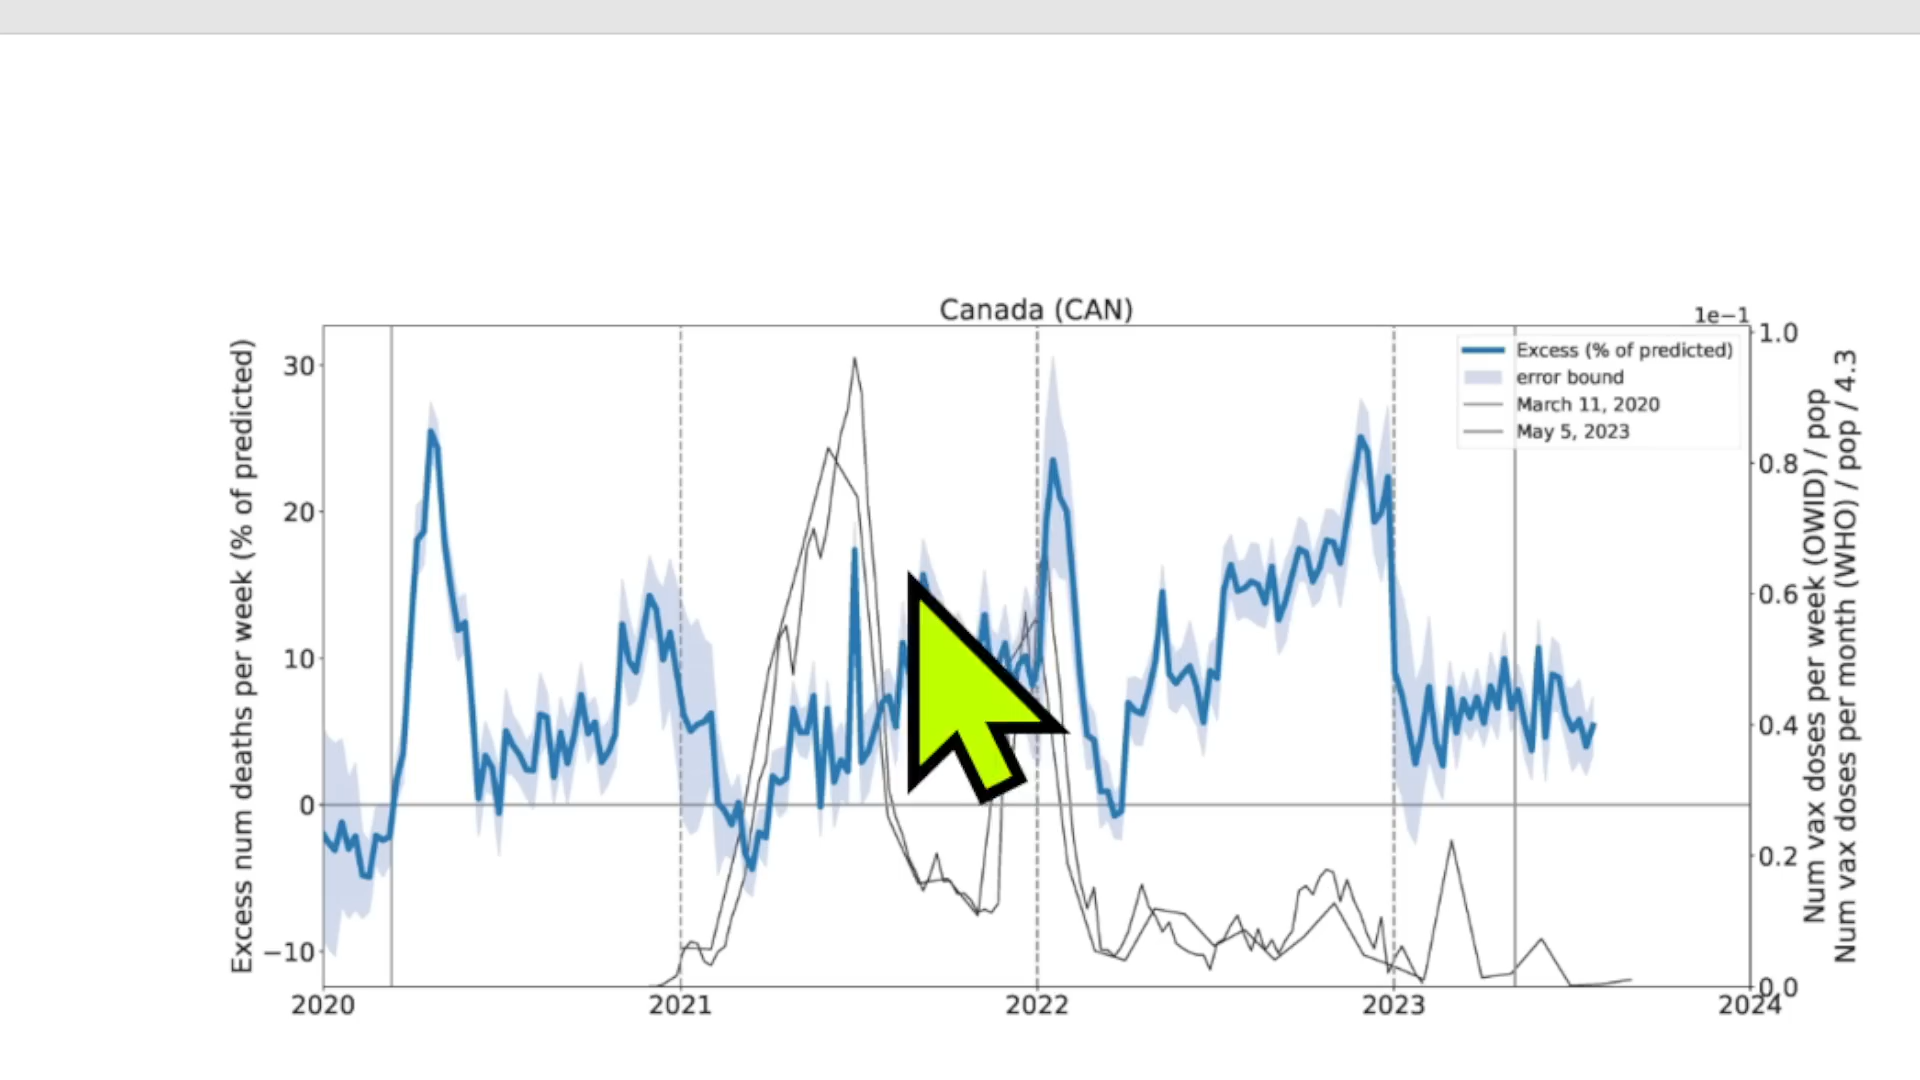 Canada (CAN)
1e−1
Excess num deaths per week (% of predicted)
30
20
10
0
−10
Excess (% of predicted)
error bound
March 11, 2020
May 5, 2023
1.0
0.8
0.6
0.4
0.2
0.0
Num vax doses per week (OWID) / pop
Num vax doses per month (WHO) / pop / 4.3
2020
2021
2022
2023
2024